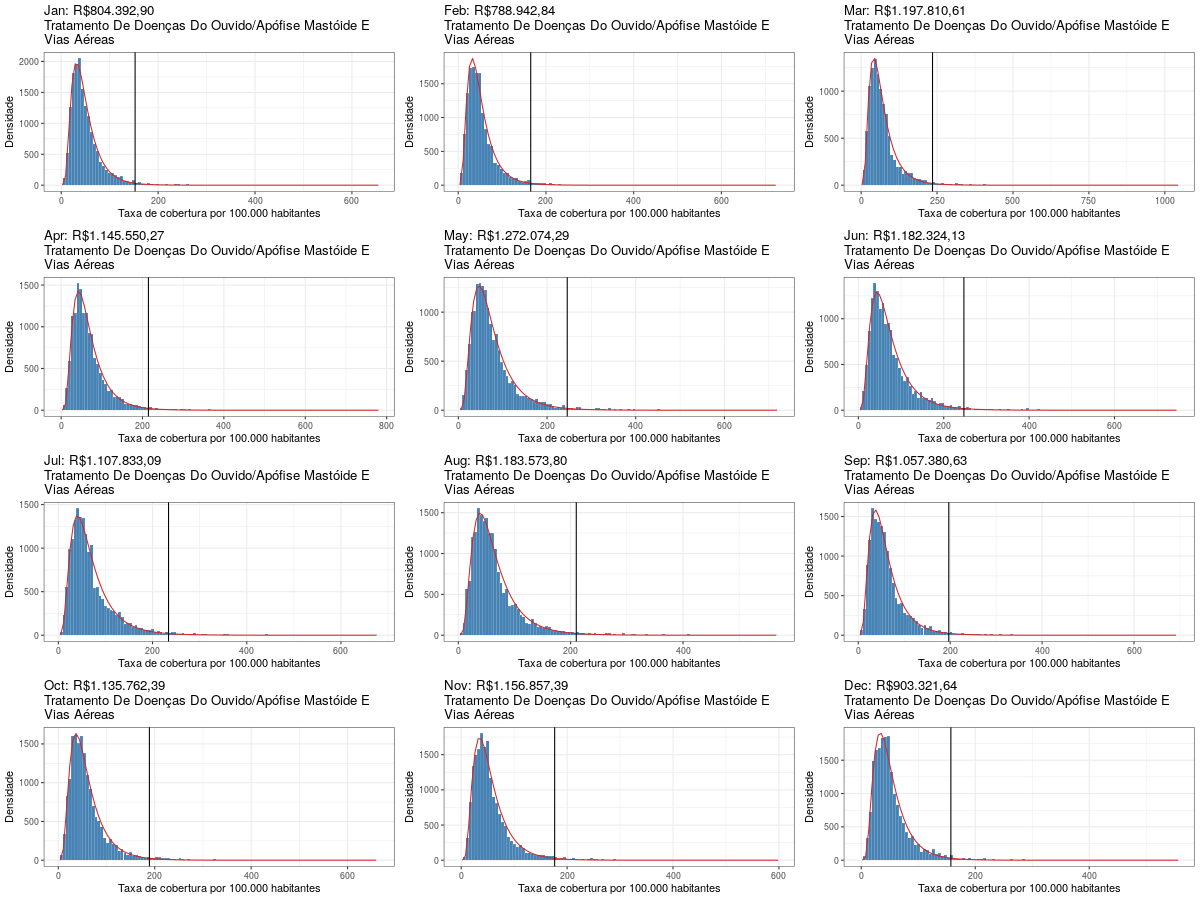 Jan: R$804.392,90
Tratamento De Doenças Do Ouvido/Apófise Mastóide E
Vias Aéreas
2000
1500
1000
500
0
Densidade
0 200 400 600
Taxa de cobertura por 100.000 habitantes
Feb: R$788.942,84
Tratamento De Doenças Do Ouvido/Apófise Mastóide E
Vias Aéreas
1500
1000
500
0
Densidade
0 200 400 600
Taxa de cobertura por 100.000 habitantes
Mar: R$1.197.810,61
Tratamento De Doenças Do Ouvido/Apófise Mastóide E
Vias Aéreas
1000
500
0
Densidade
0 250 500 750 1000
Taxa de cobertura por 100.000 habitantes
Apr: R$1.145.550,27
Tratamento De Doenças Do Ouvido/Apófise Mastóide E
Vias Aéreas
1500
1000
500
0
Densidade
0 200 400 600 800
Taxa de cobertura por 100.000 habitantes
May: R$1.272.074,29
Tratamento De Doenças Do Ouvido/Apófise Mastóide E
Vias Aéreas
1000
500
0
Densidade
0 200 400 600
Taxa de cobertura por 100.000 habitantes
Jun: R$1.182.324,13
Tratamento De Doenças Do Ouvido/Apófise Mastóide E
Vias Aéreas
1000
500
0
Densidade
0 200 400 600
Taxa de cobertura por 100.000 habitantes
Jul: R$1.107.833,09
Tratamento De Doenças Do Ouvido/Apófise Mastóide E
Vias Aéreas
1500
1000
500
0
Densidade
0 200 400 600
Taxa de cobertura por 100.000 habitantes
Aug: R$1.183.573,80
Tratamento De Doenças Do Ouvido/Apófise Mastóide E
Vias Aéreas
1500
1000
500
0
Densidade
0 200 400
Taxa de cobertura por 100.000 habitantes
Sep: R$1.057.380,63
Tratamento De Doenças Do Ouvido/Apófise Mastóide E
Vias Aéreas
1500
1000
500
0
Densidade
0 200 400 600
Taxa de cobertura por 100.000 habitantes
Oct: R$1.135.762,39
Tratamento De Doenças Do Ouvido/Apófise Mastóide E
Vias Aéreas
1500
1000
500
0
Densidade
0 200 400 600
Taxa de cobertura por 100.000 habitantes
Nov: R$1.156.857,39
Tratamento De Doenças Do Ouvido/Apófise Mastóide E
Vias Aéreas
1500
1000
500
0
Densidade
0 200 400 600
Taxa de cobertura por 100.000 habitantes
Dec: R$903.321,64
Tratamento De Doenças Do Ouvido/Apófise Mastóide E
Vias Aéreas
1500
1000
500
0
Densidade
0 200 400
Taxa de cobertura por 100.000 habitantes